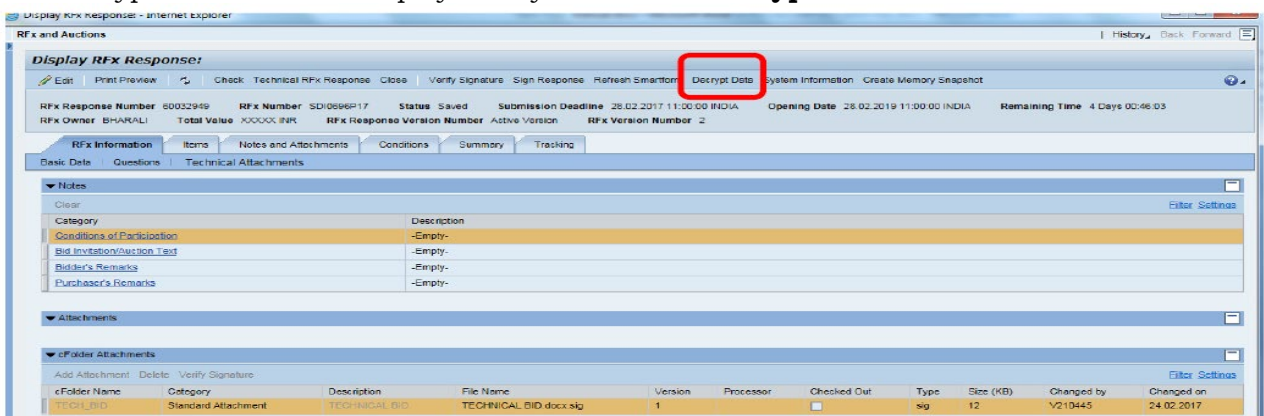 Display RFx Response: - Internet Explorer
RFx and Auctions | History Back Forward
Display RFx Response:
Edit | Print Preview | Check Technical RFx Response Close | Verify Signature Sign Response Refresh Smartform Decrypt Data System Information Create Memory Snapshot
RFx Response Number 60032949 RFx Number SDI0696P17 Status Saved Submission Deadline 28.02.2017 11:00:00 INDIA Opening Date 28.02.2019 11:00:00 INDIA Remaining Time 4 Days 00:46:03
RFx Owner BHARALI Total Value XXXXX INR RFx Response Version Number Active Version RFx Version Number 2
RFx Information Items Notes and Attachments Conditions Summary Tracking
Basic Data | Questions | Technical Attachments
Notes
Clear Filter Settings
Category Description
Conditions of Participation -Empty-
Bid Invitation/Auction Text -Empty-
Bidder's Remarks -Empty-
Purchaser's Remarks -Empty-
Attachments
cFolder Attachments
Add Attachment Delete Verify Signature Filter Settings
cFolder Name Category Description File Name Version Processor Checked Out Type Size (KB) Changed by Changed on
TECH_BID Standard Attachment TECHNICAL BID TECHNICAL BID.docx.sig 1 sig 12 V210445 24.02.2017